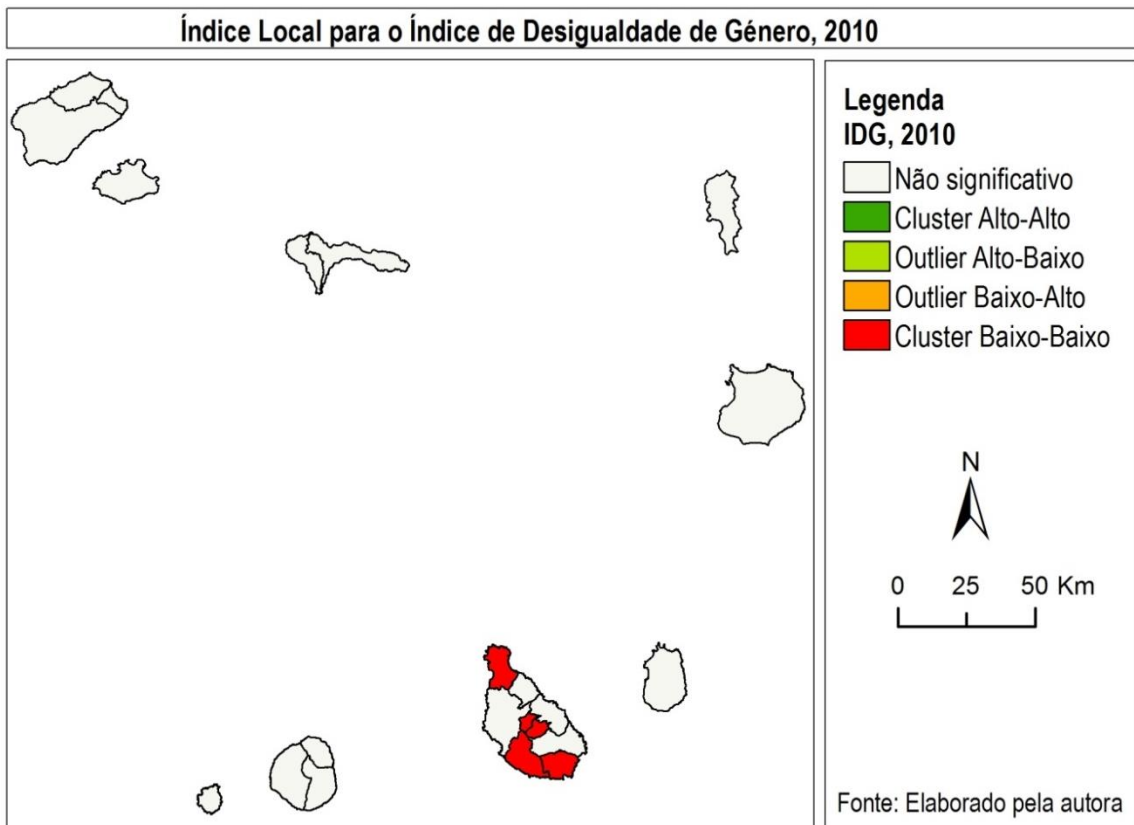 Índice Local para o Índice de Desigualdade de Género, 2010
Legenda
IDG, 2010
Não significativo
Cluster Alto-Alto
Outlier Alto-Baixo
Outlier Baixo-Alto
Cluster Baixo-Baixo
N
0 25 50 Km
Fonte: Elaborado pela autora